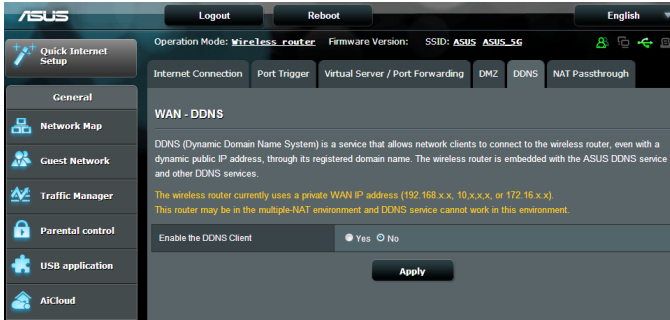 ASUS
Logout
Reboot
English
Quick Internet
Setup
Operation Mode: Wireless router Firmware Version: SSID: ASUS ASUS_5G
Internet Connection
Port Trigger
Virtual Server / Port Forwarding
DMZ
DDNS
NAT Passthrough
General
Network Map
Guest Network
Traffic Manager
Parental control
USB application
AiCloud
WAN - DDNS
DDNS (Dynamic Domain Name System) is a service that allows network clients to connect to the wireless router, even with a
dynamic public IP address, through its registered domain name. The wireless router is embedded with the ASUS DDNS service
and other DDNS services.
The wireless router currently uses a private WAN IP address (192.168.x.x, 10,x,x,x, or 172.16.x.x).
This router may be in the multiple-NAT environment and DDNS service cannot work in this environment.
Enable the DDNS Client Yes No
Apply